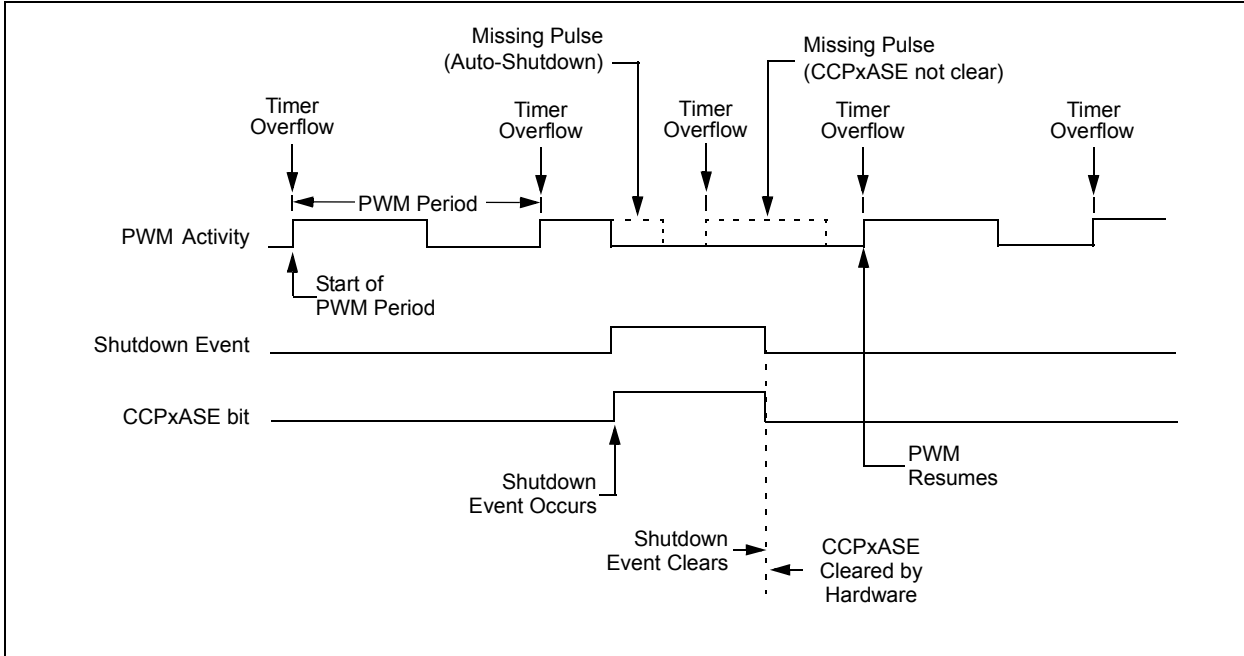 Missing Pulse
(Auto-Shutdown)
Missing Pulse
(CCPxASE not clear)
Timer
Overflow
Timer
Overflow
Timer
Overflow
Timer
Overflow
Timer
Overflow
PWM Period
PWM Activity
Start of
PWM Period
Shutdown Event
CCPxASE bit
Shutdown
Event Occurs
PWM
Resumes
Shutdown
Event Clears
CCPxASE
Cleared by
Hardware